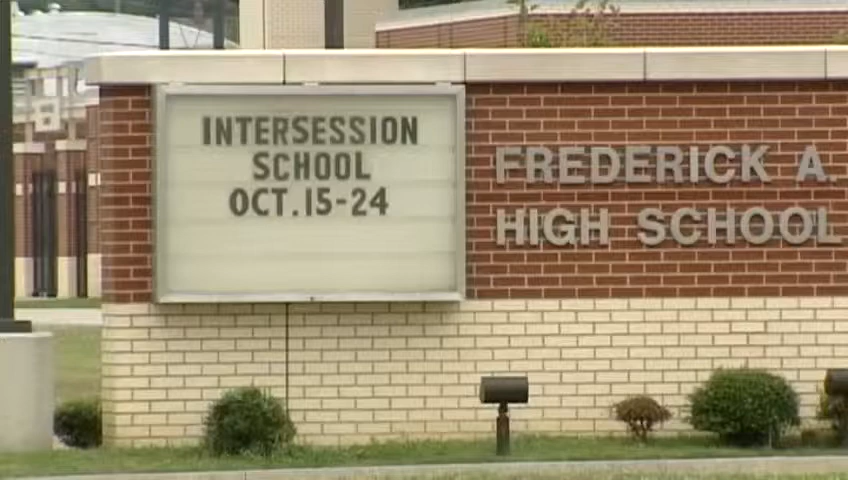 INTERSESSION
SCHOOL
OCT.15-24
FREDERICK A.
HIGH SCHOOL